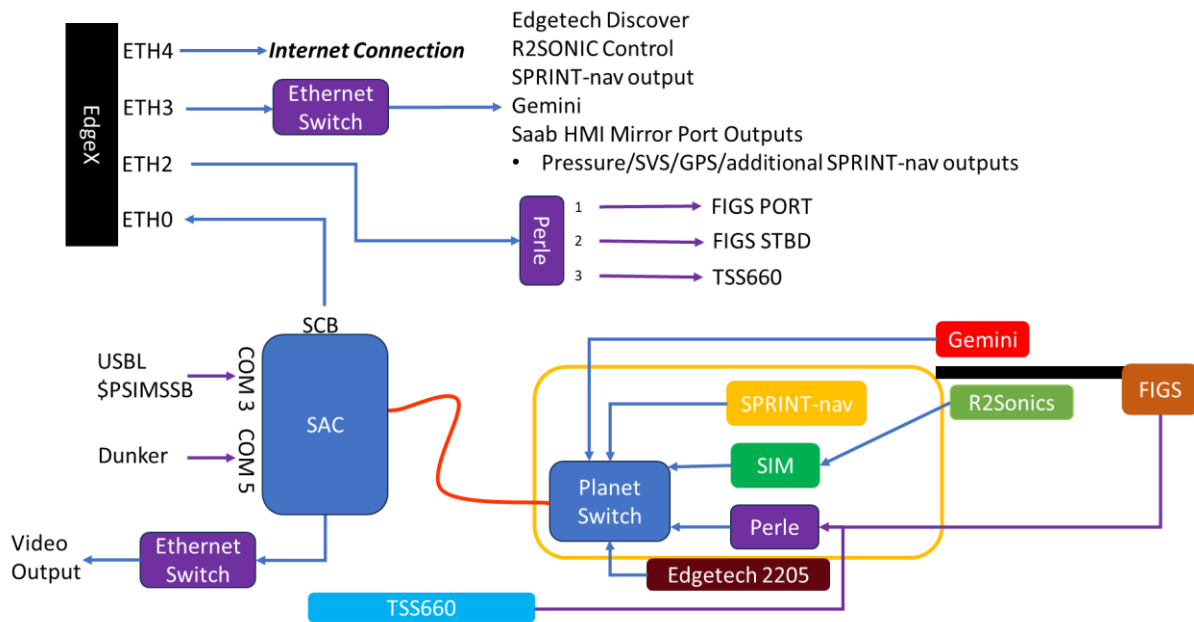 EdgeX
ETH4
Internet Connection
ETH3
Ethernet
Switch
ETH2
ETH0
Edgetech Discover
R2SONIC Control
SPRINT-nav output
Gemini
Saab HMI Mirror Port Outputs
• Pressure/SVS/GPS/additional SPRINT-nav outputs
Perle
1
FIGS PORT
2
FIGS STBD
3
TSS660
SCB
USBL
$PSIMSSB
COM 3
SAC
Dunker
COM 5
Video
Output
Ethernet
Switch
Gemini
FIGS
SPRINT-nav
R2Sonics
SIM
Planet
Switch
Perle
Edgetech 2205
TSS660